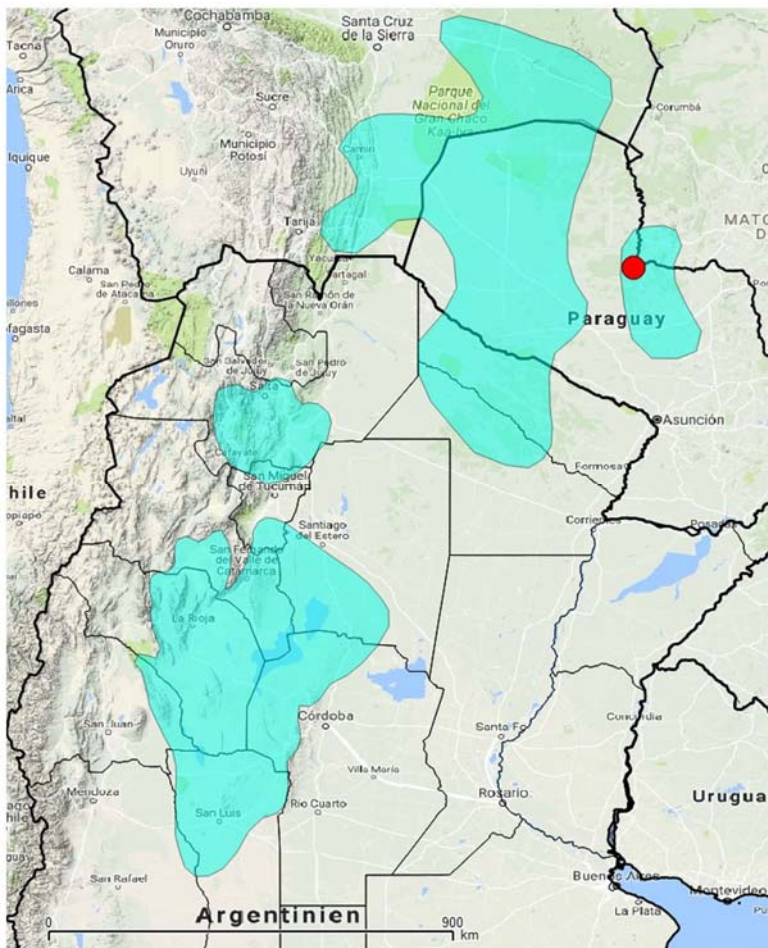 Cochabamba
Santa Cruz
de la Sierra
Tacna
Municipio
Oruro
Arica
Parque
Nacional del
Gran Chaco
Kaa-Iya
Sucre
Corumbá
Municipio
Potosí
Camiri
Iquique
Uyuni
Tarija
Yacuiba
Tartagal
Calama
San Pedro
de Atacama
San Ramón de
la Nueva Orán
Paraguay
San Salvador
de Jujuy
San Pedro
de Jujuy
Salta
Asunción
Cafayate
Formosa
San Miguel
de Tucumán
hile
Corrientes
Posadas
Santiago
del Estero
San Fernando
del Valle de
Catamarca
La Rioja
San Juan
Córdoba
Santa Fe
Concordia
Villa María
Mendoza
Rosario
San Luis
Río Cuarto
Urugua
San Rafael
Buenos Aires
Montevideo
La Plata
Argentinien
0
900
km